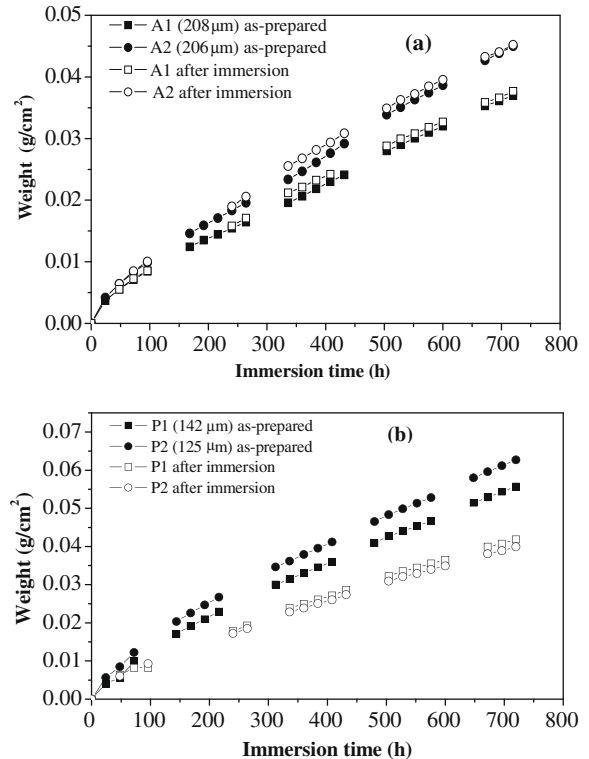 A1 (208μm) as-prepared
A2 (206μm) as-prepared
A1 after immersion
A2 after immersion
(a)
Weight (g/cm²)
0.05
0.04
0.03
0.02
0.01
0.00
0 100 200 300 400 500 600 700 800
Immersion time (h)
P1 (142 μm) as-prepared
P2 (125 μm) as-prepared
P1 after immersion
P2 after immersion
(b)
Weight (g/cm²)
0.07
0.06
0.05
0.04
0.03
0.02
0.01
0.00
0 100 200 300 400 500 600 700 800
Immersion time (h)